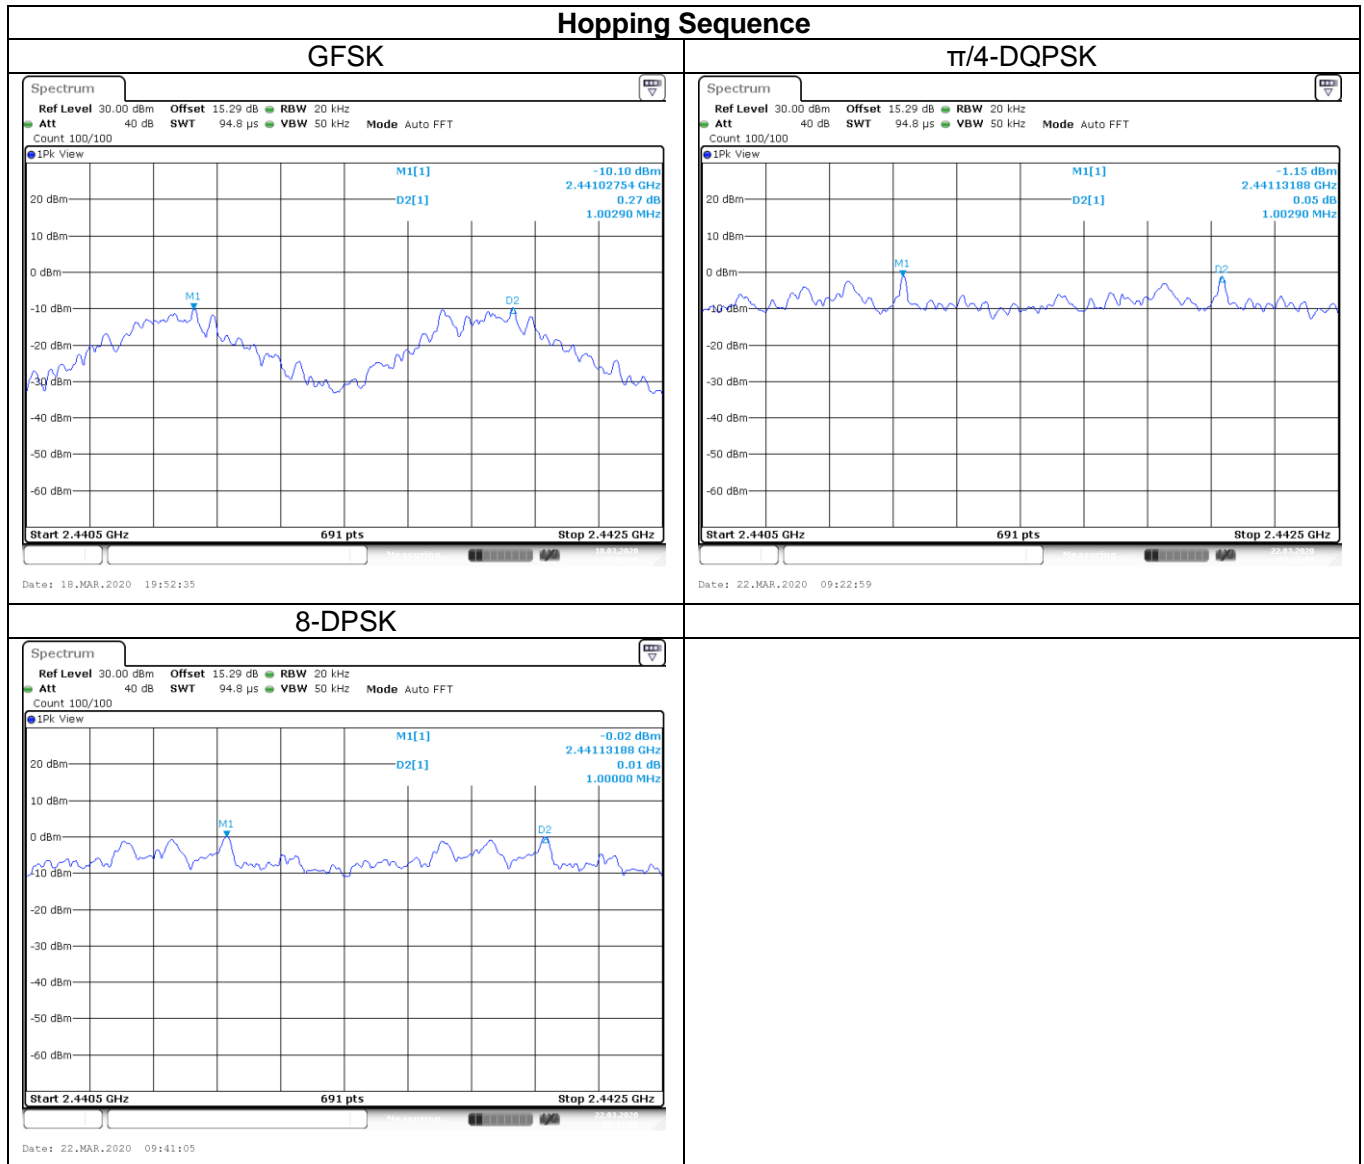 Hopping Sequence
GFSK
Spectrum
Ref Level 30.00 dBm Offset 15.29 dB RBW 20 kHz
Att 40 dB SWT 94.8 µs VBW 50 kHz Mode Auto FFT
Count 100/100
1Pk View
M1[1] -10.10 dBm
2.44102754 GHz
20 dBm D2[1] 0.27 dB
1.00290 MHz
10 dBm
0 dBm
M1 D2
-10 dBm
-20 dBm
-30 dBm
-40 dBm
-50 dBm
-60 dBm
Start 2.4405 GHz 691 pts Stop 2.4425 GHz
Measuring... 18.03.2020
Date: 18.MAR.2020 19:52:35
π/4-DQPSK
Spectrum
Ref Level 30.00 dBm Offset 15.29 dB RBW 20 kHz
Att 40 dB SWT 94.8 µs VBW 50 kHz Mode Auto FFT
Count 100/100
1Pk View
M1[1] -1.15 dBm
2.44113188 GHz
20 dBm D2[1] 0.05 dB
1.00290 MHz
10 dBm
M1 D2
0 dBm
-10 dBm
-20 dBm
-30 dBm
-40 dBm
-50 dBm
-60 dBm
Start 2.4405 GHz 691 pts Stop 2.4425 GHz
Measuring... 22.03.2020
Date: 22.MAR.2020 09:22:59
8-DPSK
Spectrum
Ref Level 30.00 dBm Offset 15.29 dB RBW 20 kHz
Att 40 dB SWT 94.8 µs VBW 50 kHz Mode Auto FFT
Count 100/100
1Pk View
M1[1] -0.02 dBm
2.44113188 GHz
20 dBm D2[1] 0.01 dB
1.00000 MHz
10 dBm
M1 D2
0 dBm
-10 dBm
-20 dBm
-30 dBm
-40 dBm
-50 dBm
-60 dBm
Start 2.4405 GHz 691 pts Stop 2.4425 GHz
Measuring... 22.03.2020
Date: 22.MAR.2020 09:41:05